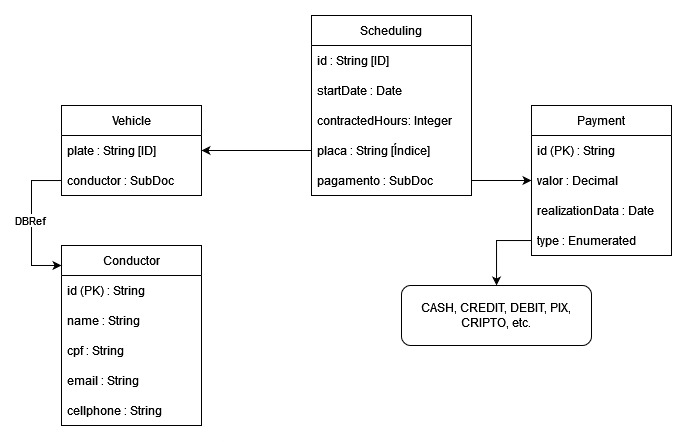 Scheduling
id : String [ID]
startDate : Date
contractedHours: Integer
placa : String [Índice]
pagamento : SubDoc
Vehicle
plate : String [ID]
conductor : SubDoc
DBRef
Conductor
id (PK) : String
name : String
cpf : String
email : String
cellphone : String
Payment
id (PK) : String
valor : Decimal
realizationData : Date
type : Enumerated
CASH, CREDIT, DEBIT, PIX,
CRIPTO, etc.